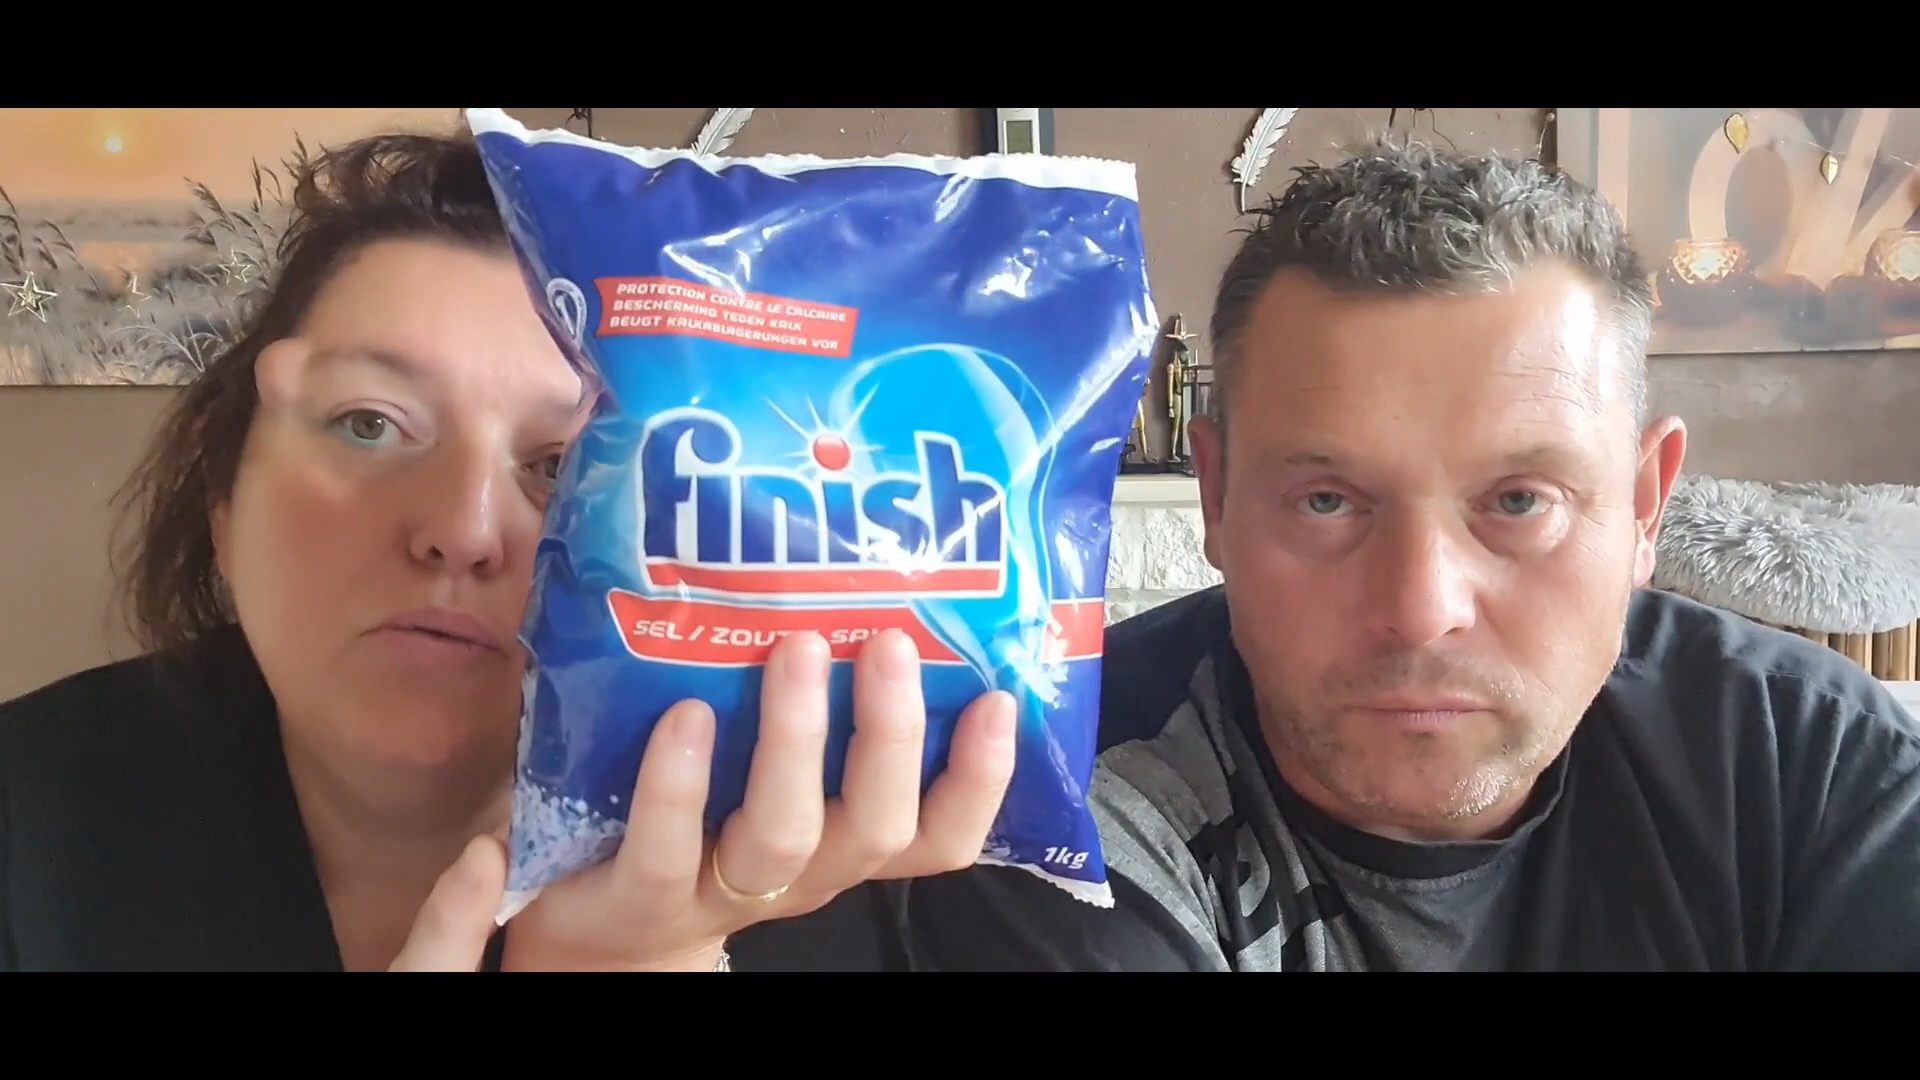 PROTECTION CONTRE LE CALCAIRE
BESCHERMING TEGEN KALK
BEUGT KALKABLAGERUNGEN VOR
finish
SEL / ZOUT
1kg